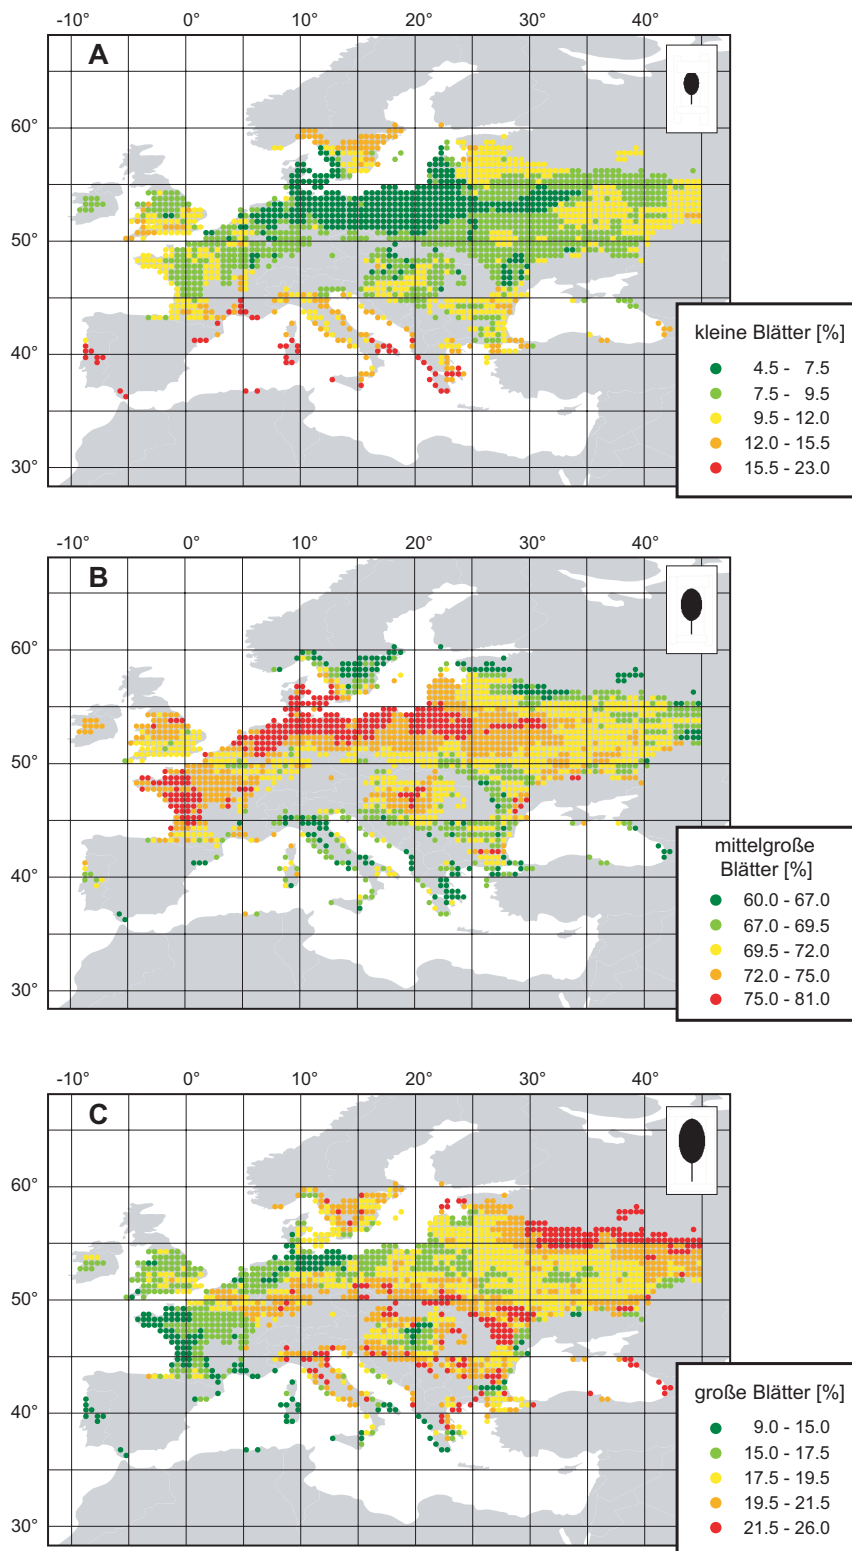 -10° 0° 10° 20° 30° 40°
A
60°
50°
40°
30°
kleine Blätter [%]
4.5 - 7.5
7.5 - 9.5
9.5 - 12.0
12.0 - 15.5
15.5 - 23.0
-10° 0° 10° 20° 30° 40°
B
60°
50°
40°
30°
mittelgroße
Blätter [%]
60.0 - 67.0
67.0 - 69.5
69.5 - 72.0
72.0 - 75.0
75.0 - 81.0
-10° 0° 10° 20° 30° 40°
C
60°
50°
40°
30°
große Blätter [%]
9.0 - 15.0
15.0 - 17.5
17.5 - 19.5
19.5 - 21.5
21.5 - 26.0